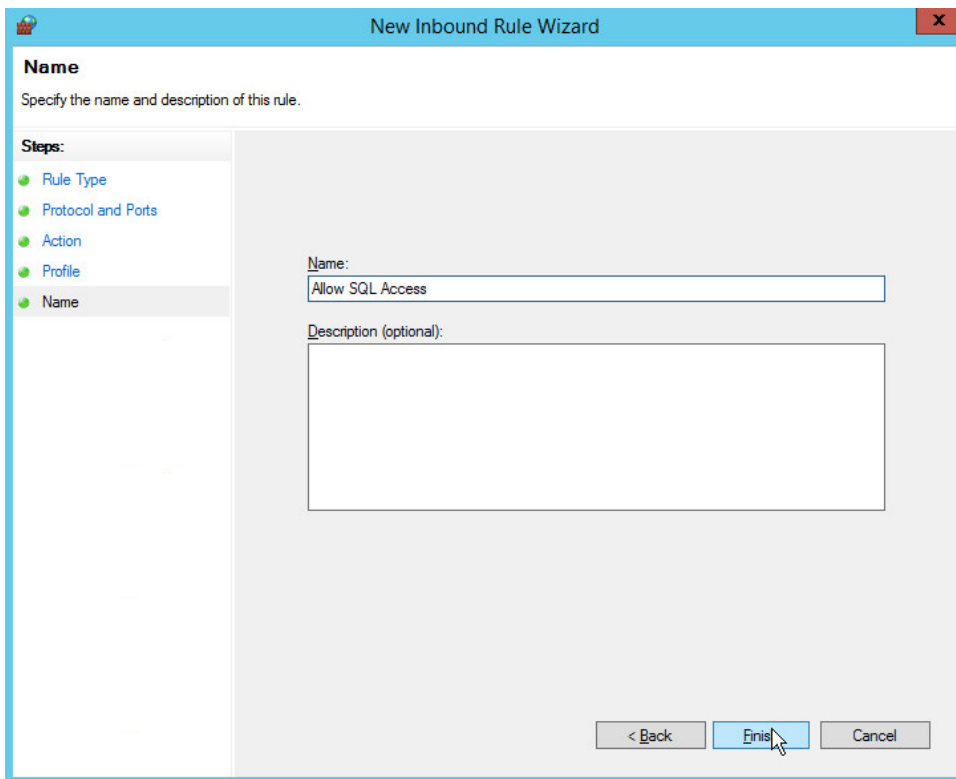 New Inbound Rule Wizard
X
Name
Specify the name and description of this rule.
Steps:
Rule Type
Protocol and Ports
Action
Profile
Name
Name:
Allow SQL Access
Description (optional):
< Back
Finish
Cancel